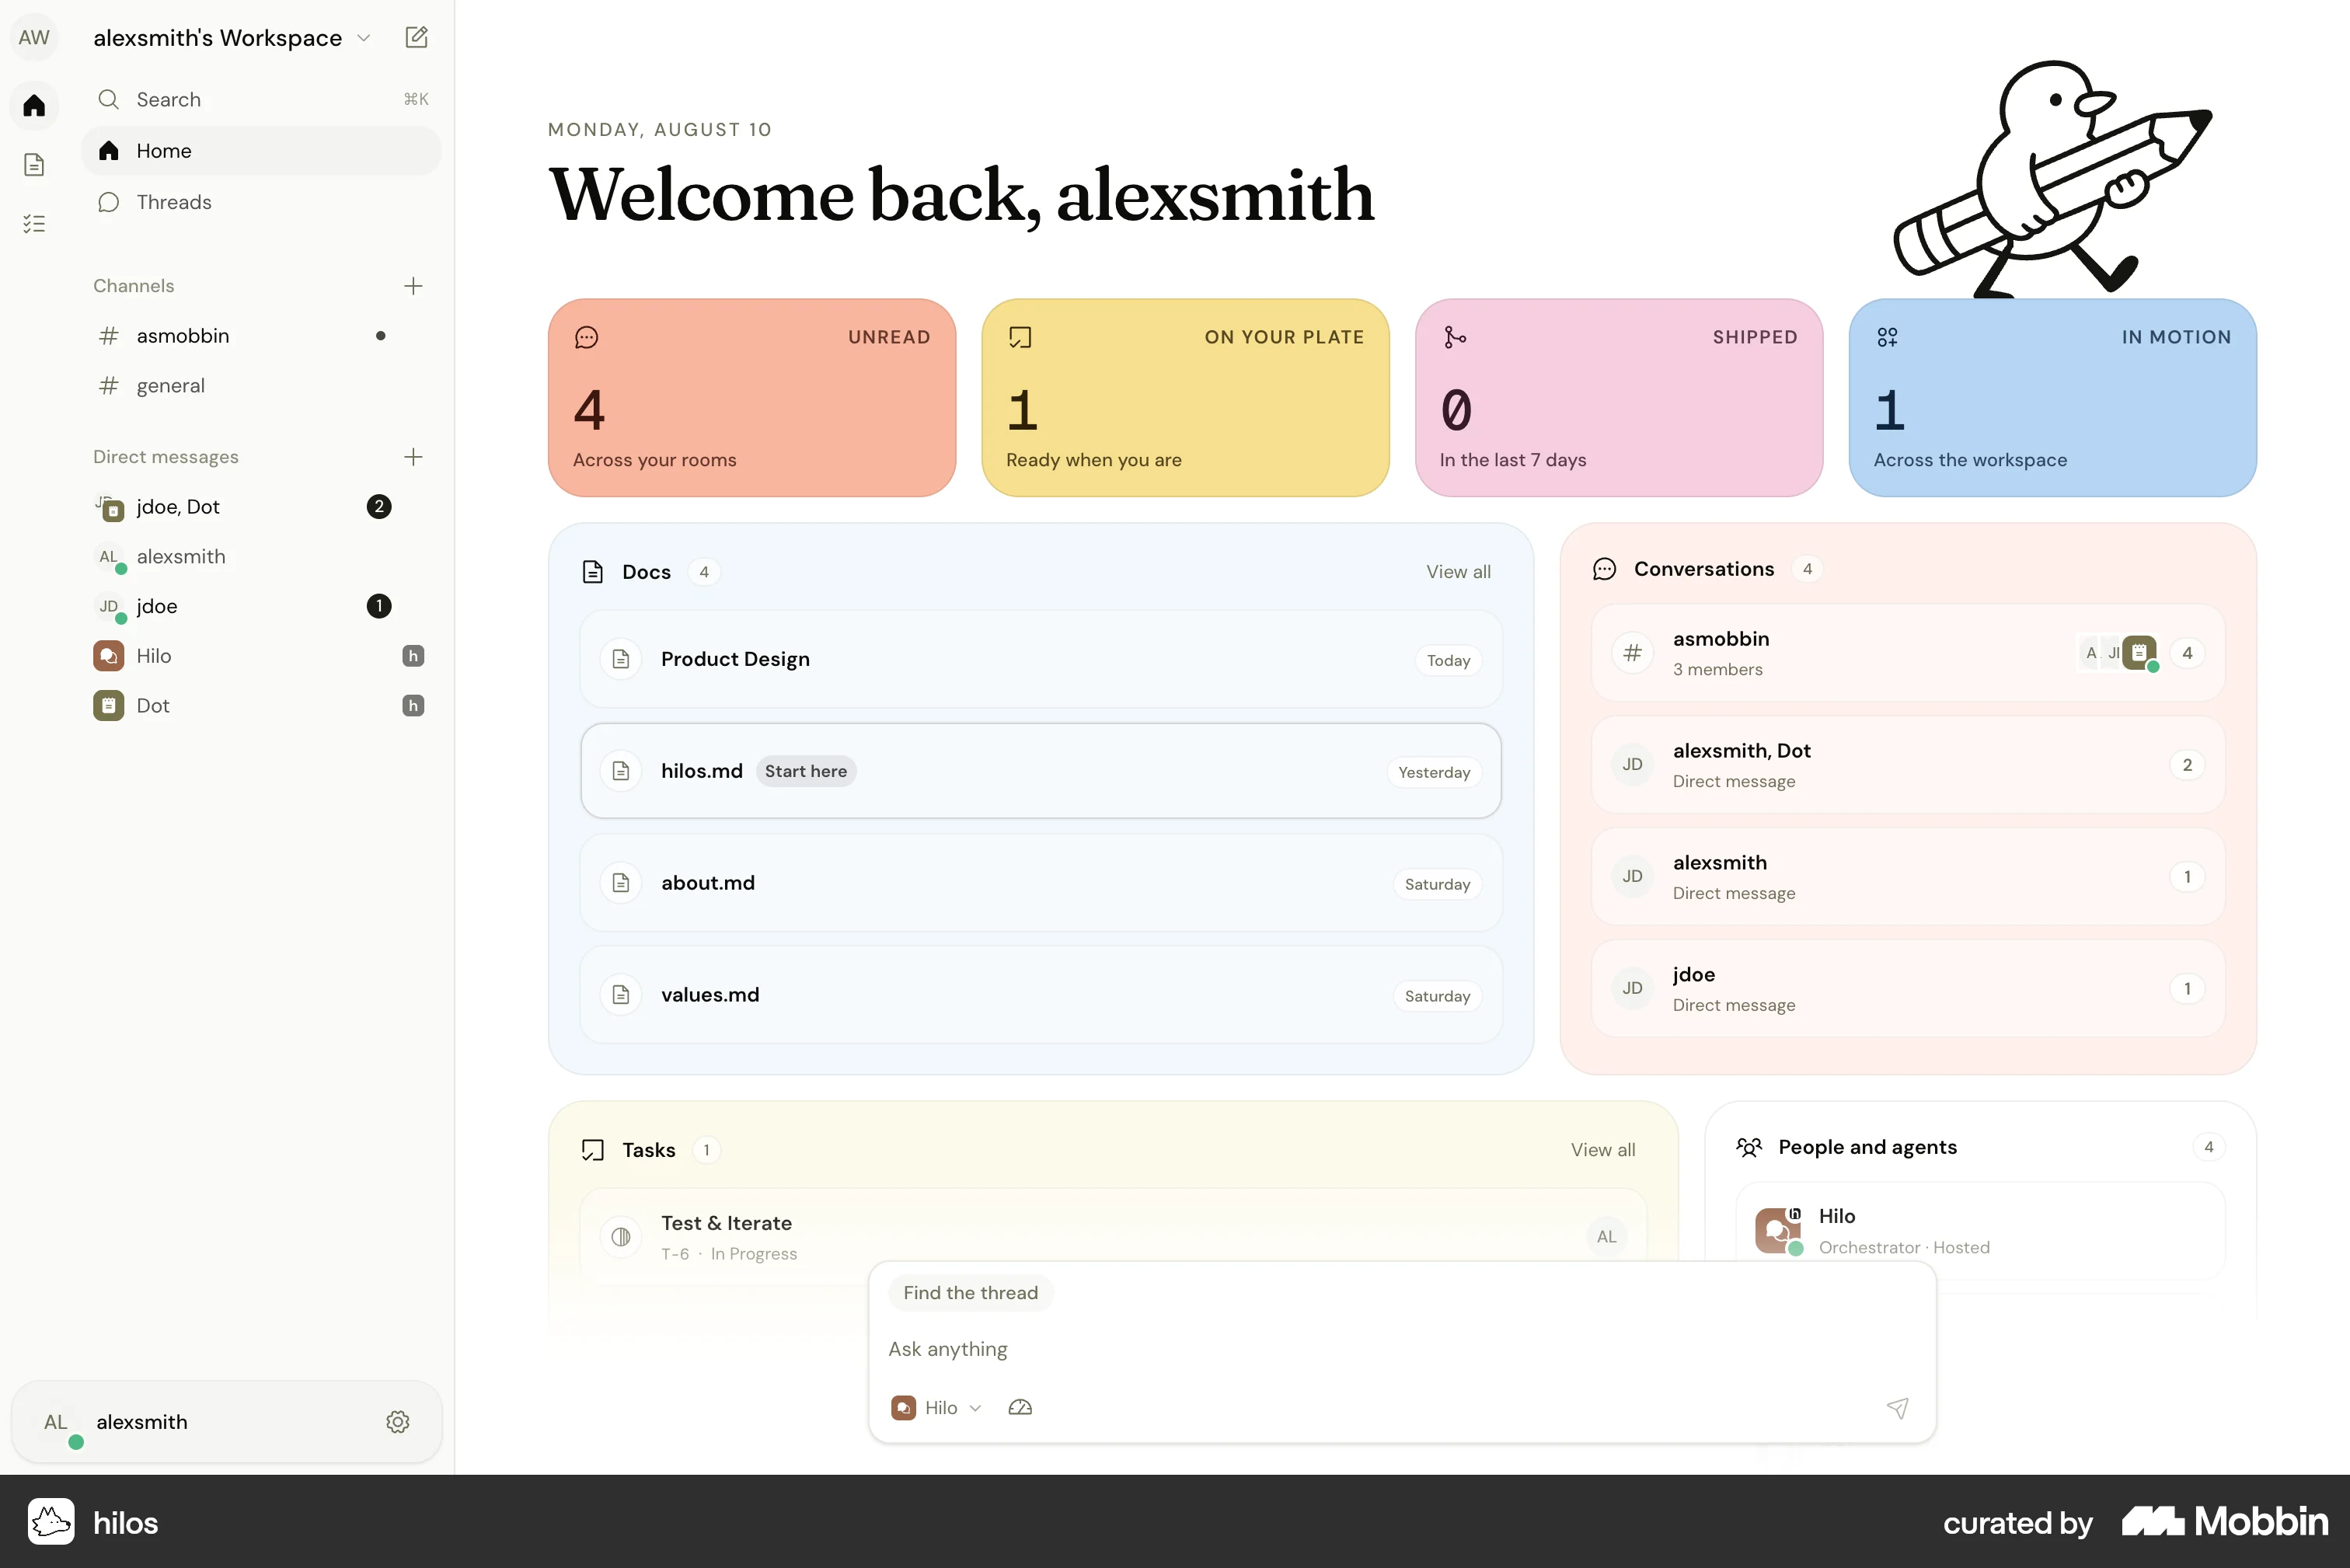 AW
alexsmith's Workspace
Search ⌘K
Home
Threads
Channels
asmobbin
general
Direct messages
jdoe, Dot 2
AL alexsmith
JD jdoe 1
Hilo h
Dot h
AL alexsmith
MONDAY, AUGUST 10
Welcome back, alexsmith
UNREAD
4
Across your rooms
ON YOUR PLATE
1
Ready when you are
SHIPPED
0
In the last 7 days
IN MOTION
1
Across the workspace
Docs 4 View all
Product Design Today
hilos.md Start here Yesterday
about.md Saturday
values.md Saturday
Conversations 4
# asmobbin
3 members
A JI 4
JD alexsmith, Dot
Direct message
2
JD alexsmith
Direct message
1
JD jdoe
Direct message
1
Tasks 1 View all
Test & Iterate
T-6 · In Progress
AL
People and agents 4
h Hilo
Orchestrator · Hosted
Find the thread
Ask anything
Hilo
hilos
curated by Mobbin